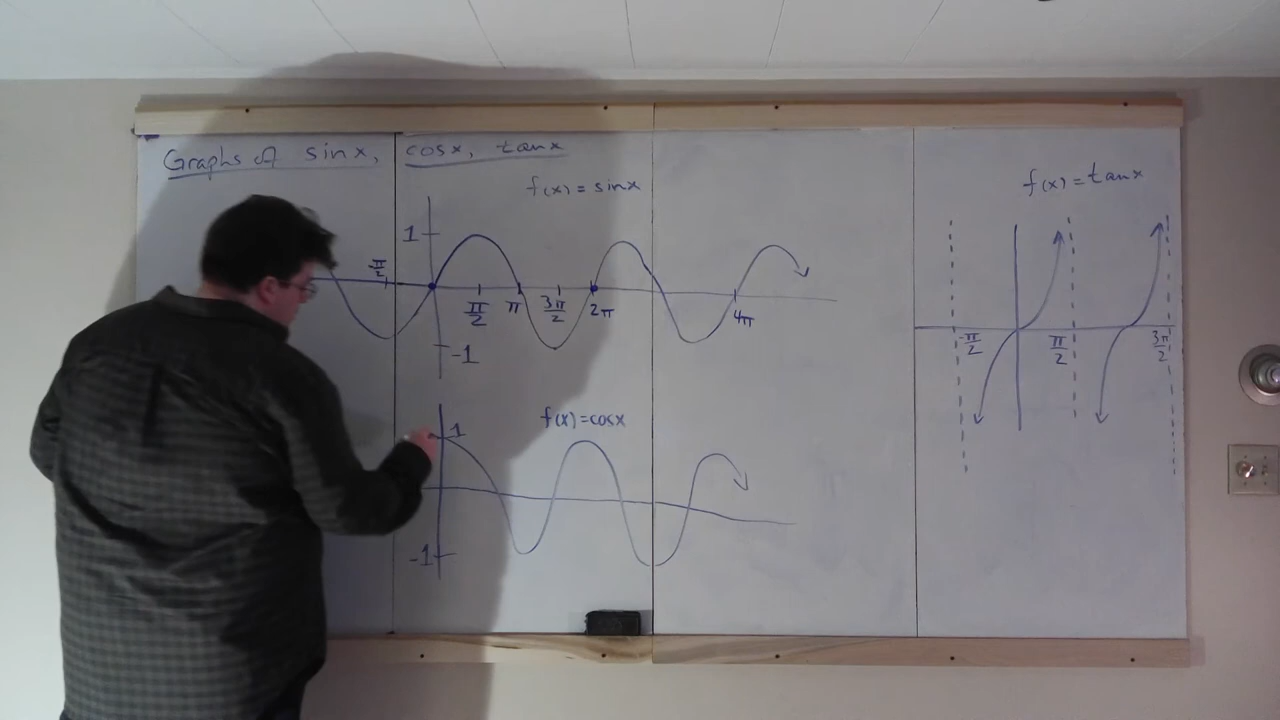 Graphs of sin x, cos x, tan x
f(x) = sin x
1
π/2
π/2 π 3π/2 2π 4π
-1
f(x) = cos x
1
-1
f(x) = tan x
-π/2 π/2 3π/2